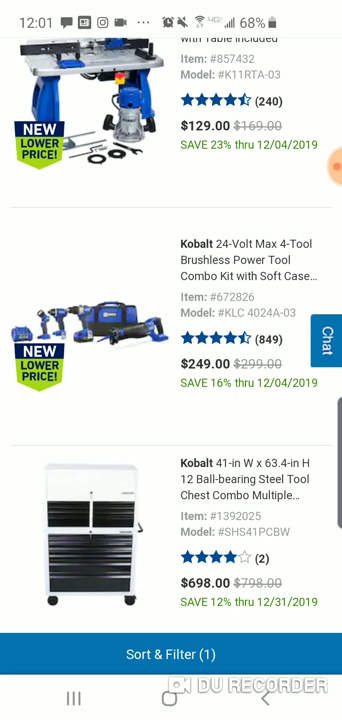 12:01
68%
with Table Included
Item: #857432
Model: #K11RTA-03
(240)
NEW
LOWER
PRICE!
$129.00 $169.00
SAVE 23% thru 12/04/2019
Kobalt 24-Volt Max 4-Tool
Brushless Power Tool
Combo Kit with Soft Case...
Item: #672826
Model: #KLC 4024A-03
(849)
NEW
LOWER
PRICE!
$249.00 $299.00
SAVE 16% thru 12/04/2019
Chat
Kobalt 41-in W x 63.4-in H
12 Ball-bearing Steel Tool
Chest Combo Multiple...
Item: #1392025
Model: #SHS41PCBW
(2)
$698.00 $798.00
SAVE 12% thru 12/31/2019
Sort & Filter (1)
DU RECORDER